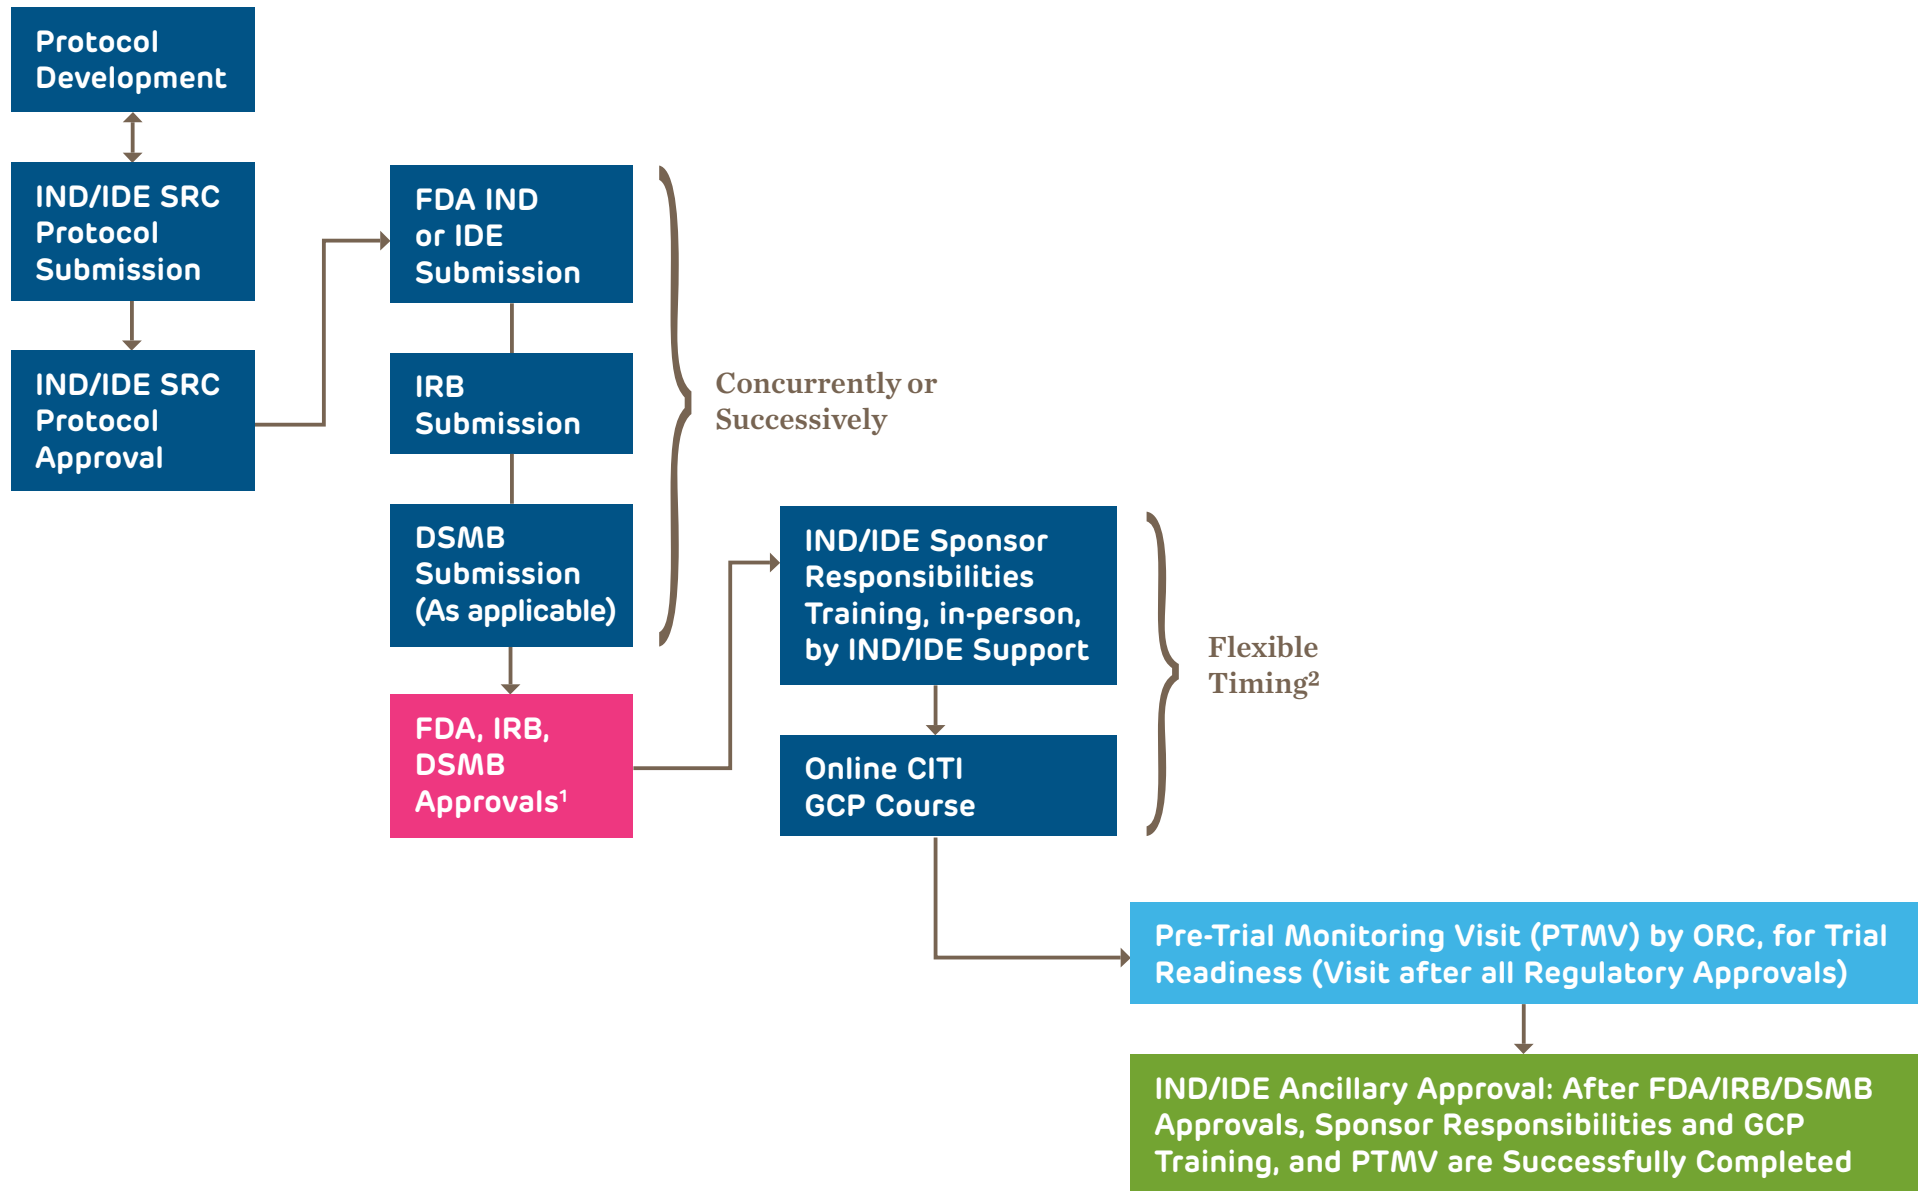 Protocol
Development
IND/IDE SRC
Protocol
Submission
IND/IDE SRC
Protocol
Approval
FDA IND
or IDE
Submission
IRB
Submission
DSMB
Submission
(As applicable)
Concurrently or
Successively
FDA, IRB,
DSMB
Approvals¹
IND/IDE Sponsor
Responsibilities
Training, in-person,
by IND/IDE Support
Online CITI
GCP Course
Flexible
Timing²
Pre-Trial Monitoring Visit (PTMV) by ORC, for Trial
Readiness (Visit after all Regulatory Approvals)
IND/IDE Ancillary Approval: After FDA/IRB/DSMB
Approvals, Sponsor Responsibilities and GCP
Training, and PTMV are Successfully Completed